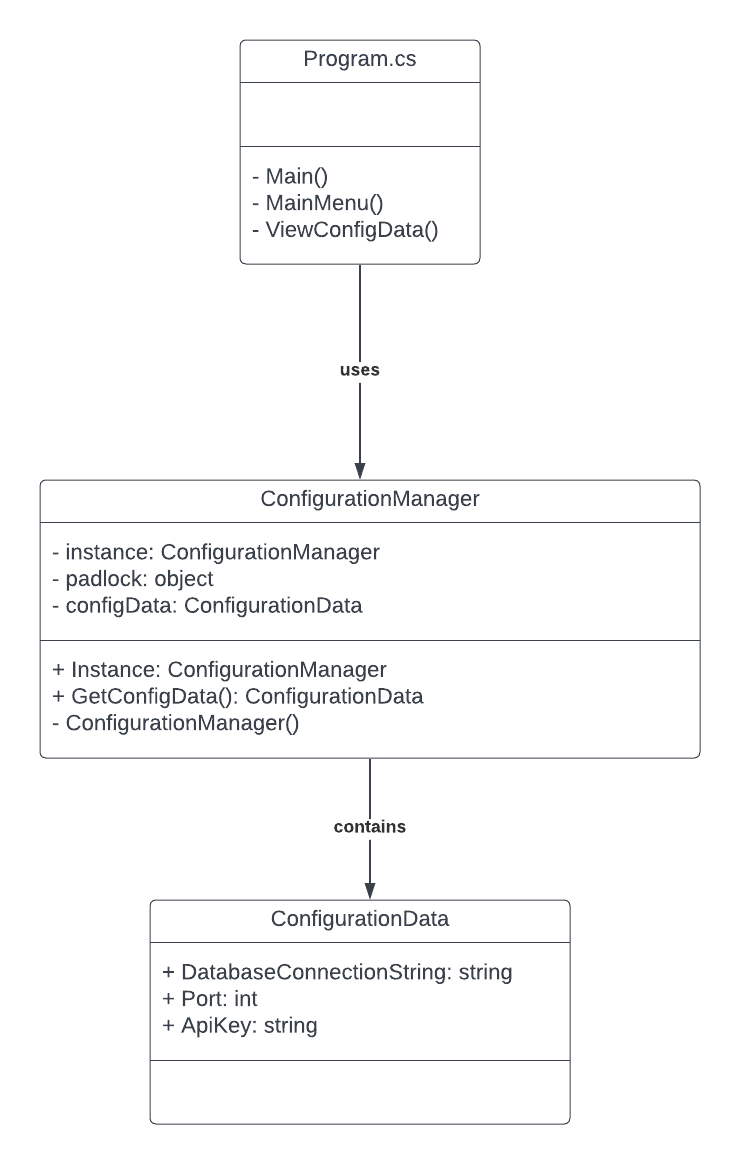 Program.cs
- Main()
- MainMenu()
- ViewConfigData()
uses
ConfigurationManager
- instance: ConfigurationManager
- padlock: object
- configData: ConfigurationData
+ Instance: ConfigurationManager
+ GetConfigData(): ConfigurationData
- ConfigurationManager()
contains
ConfigurationData
+ DatabaseConnectionString: string
+ Port: int
+ ApiKey: string